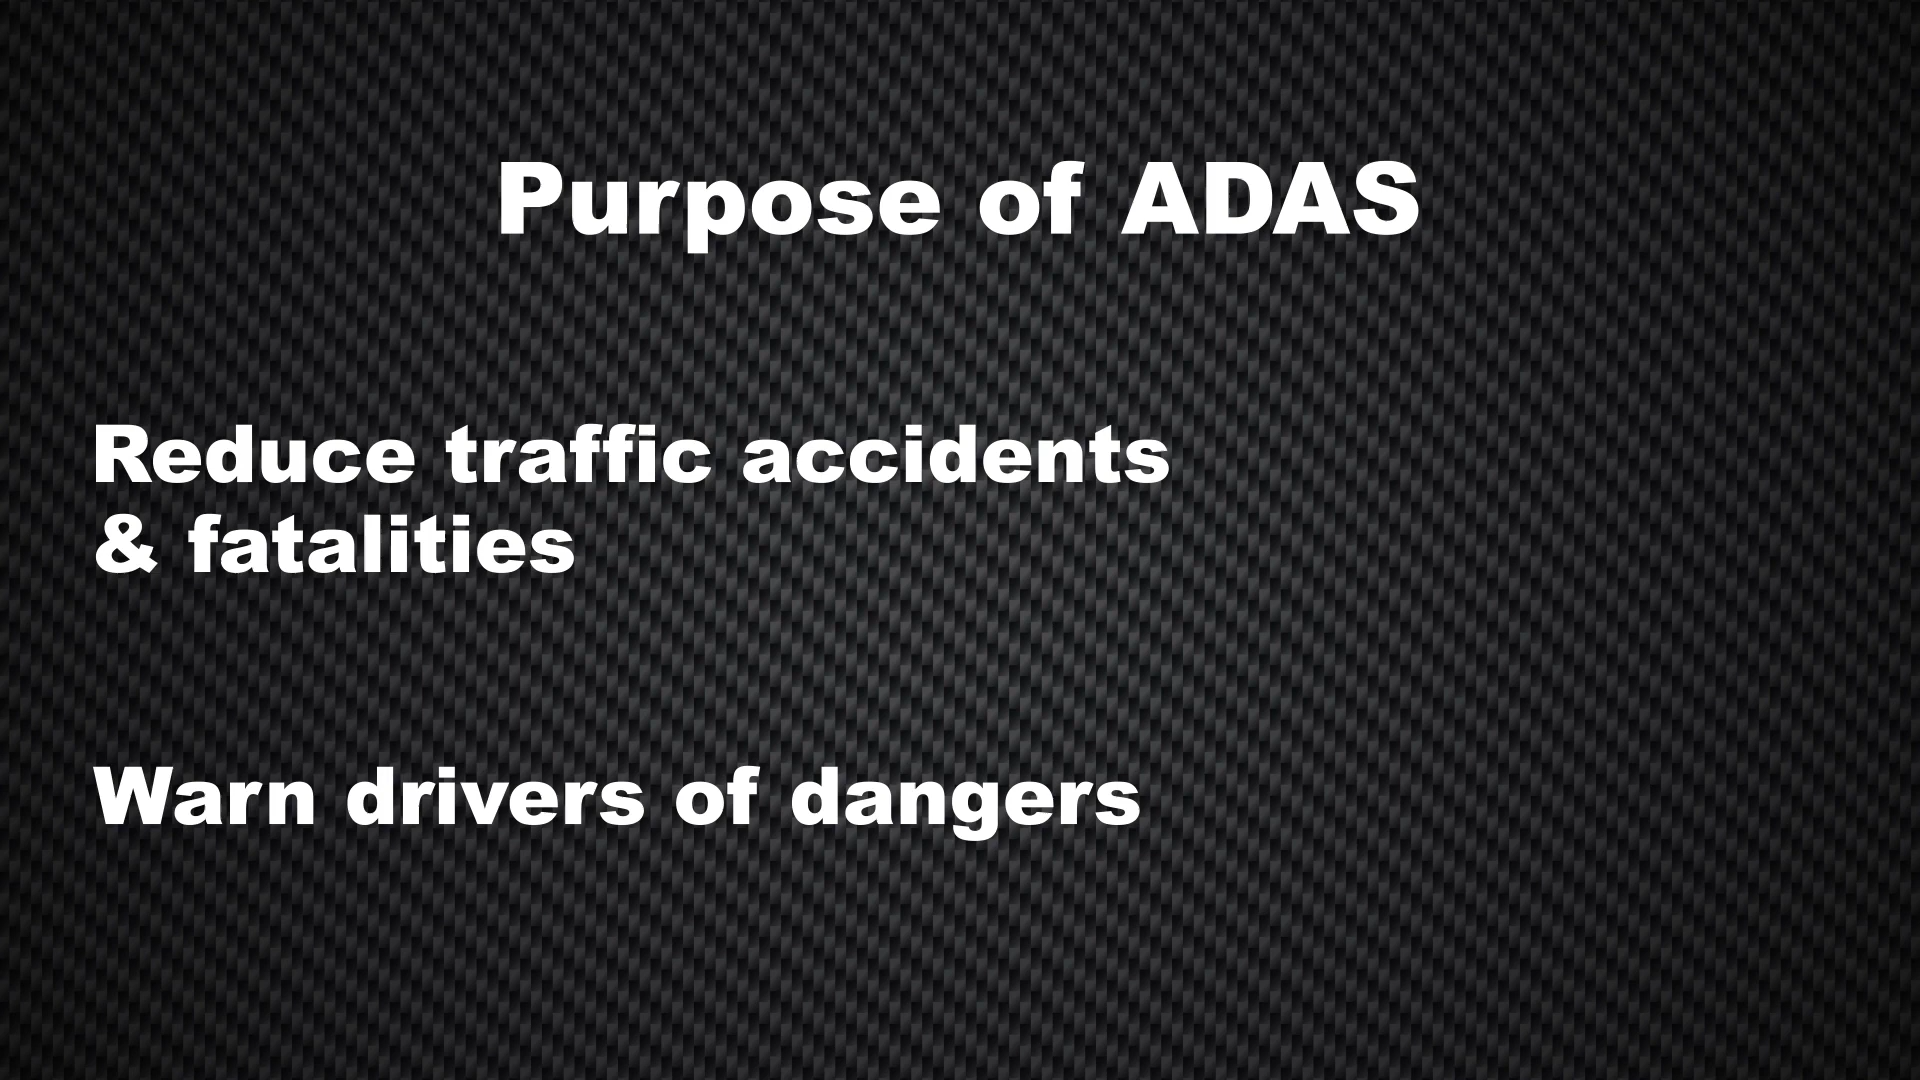 Purpose of ADAS
Reduce traffic accidents
& fatalities
Warn drivers of dangers